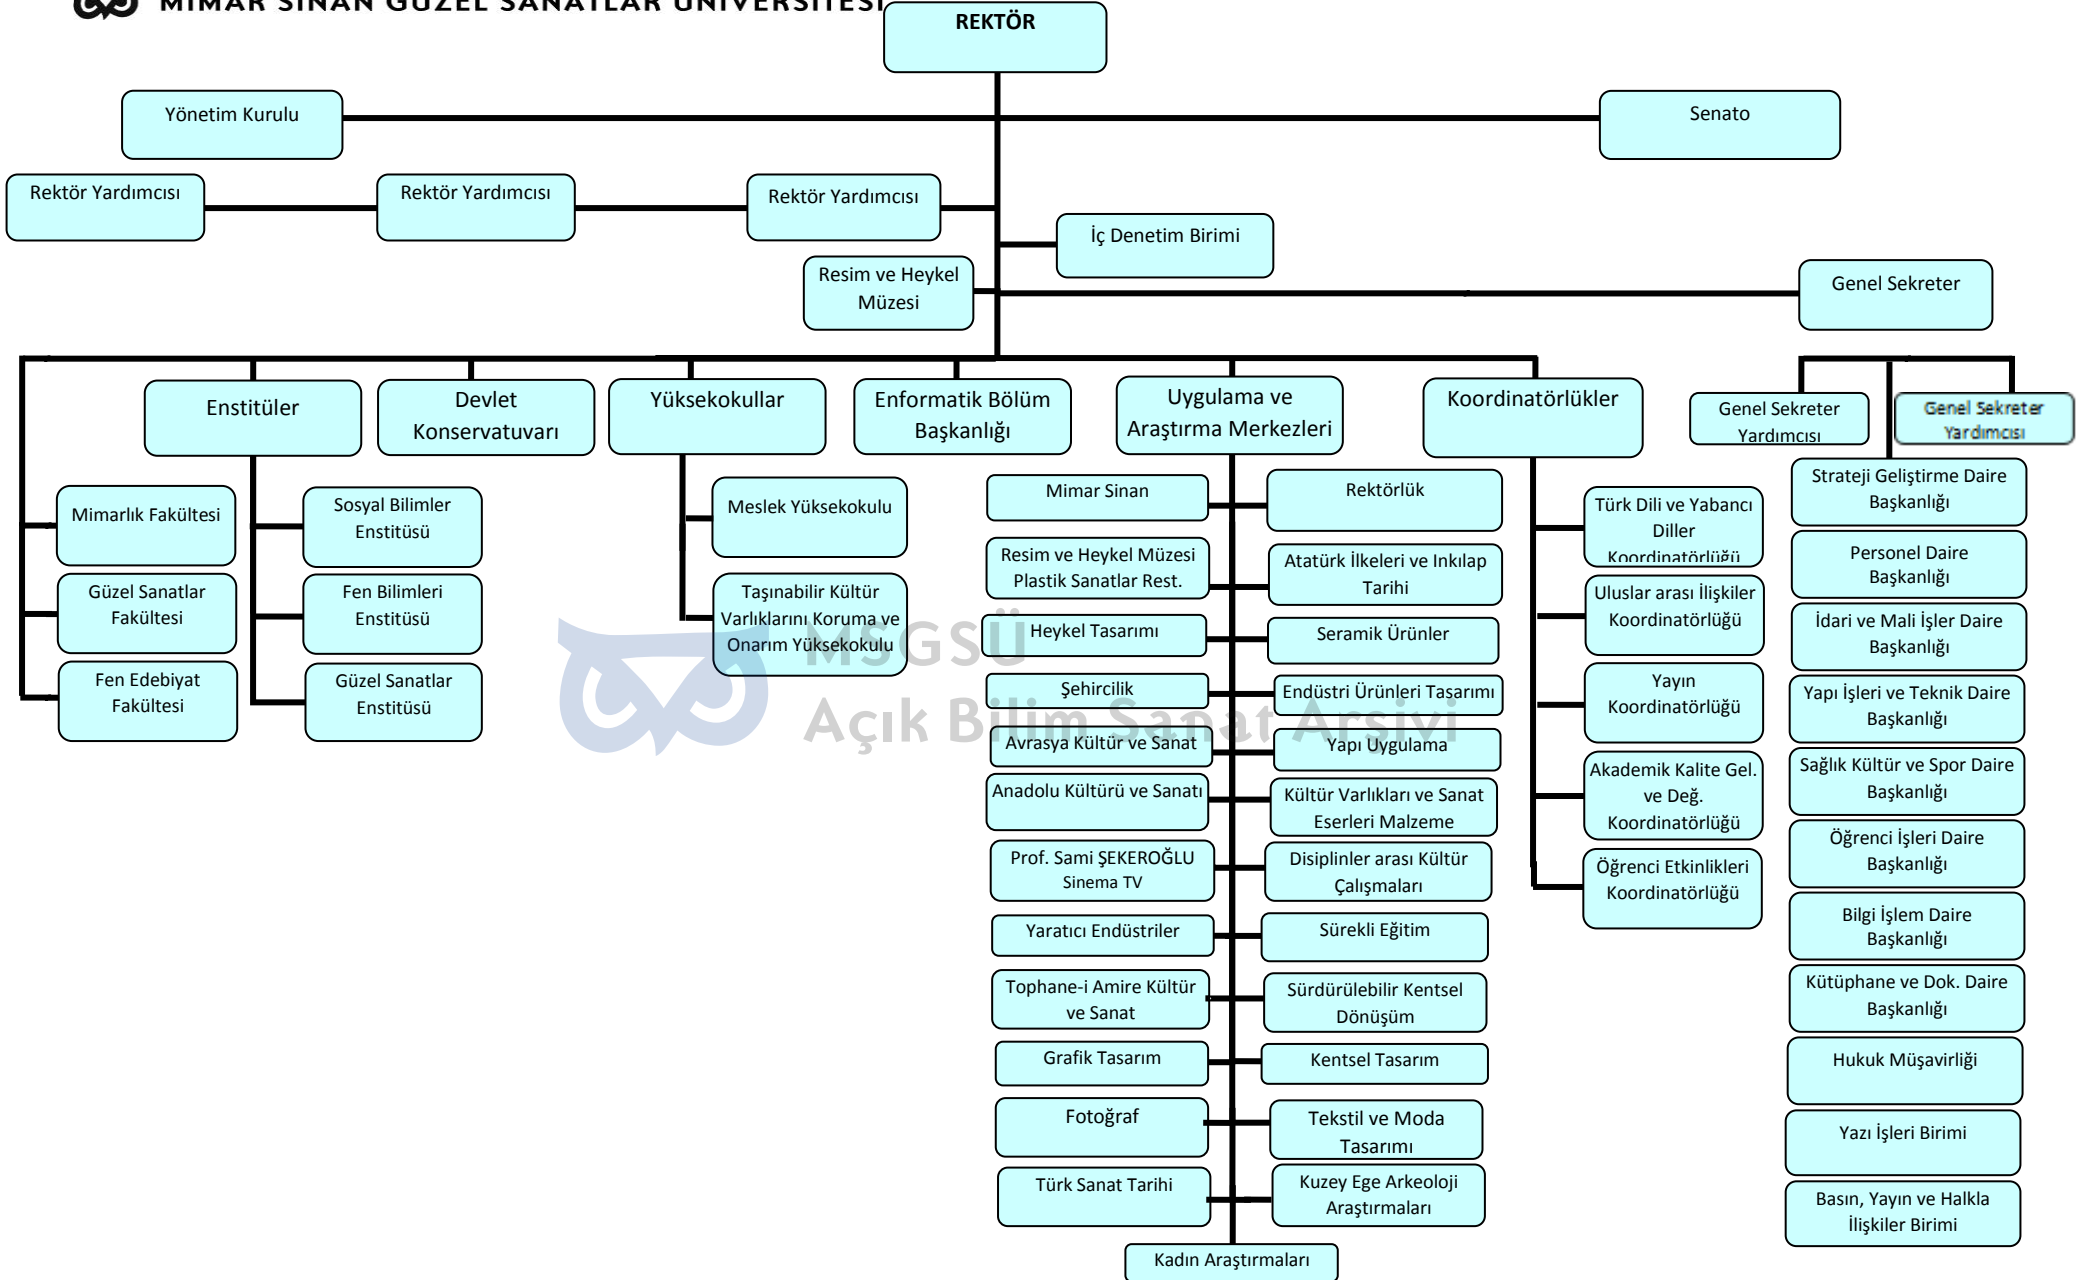 MİMAR SİNAN GÜZEL SANATLAR ÜNİVERSİTESİ
REKTÖR
Yönetim Kurulu
Senato
Rektör Yardımcısı
Rektör Yardımcısı
Rektör Yardımcısı
İç Denetim Birimi
Resim ve Heykel
Müzesi
Genel Sekreter
Enstitüler
Devlet
Konservatuvarı
Yüksekokullar
Enformatik Bölüm
Başkanlığı
Uygulama ve
Araştırma Merkezleri
Koordinatörlükler
Genel Sekreter
Yardımcısı
Genel Sekreter
Yardımcısı
Mimarlık Fakültesi
Güzel Sanatlar
Fakültesi
Fen Edebiyat
Fakültesi
Sosyal Bilimler
Enstitüsü
Fen Bilimleri
Enstitüsü
Güzel Sanatlar
Enstitüsü
Meslek Yüksekokulu
Taşınabilir Kültür
Varlıklarını Koruma ve
Onarım Yüksekokulu
Mimar Sinan
Rektörlük
Resim ve Heykel Müzesi
Plastik Sanatlar Rest.
Atatürk İlkeleri ve Inkılap
Tarihi
Heykel Tasarımı
Seramik Ürünler
Şehircilik
Endüstri Ürünleri Tasarımı
Avrasya Kültür ve Sanat
Yapı Uygulama
Anadolu Kültürü ve Sanatı
Kültür Varlıkları ve Sanat
Eserleri Malzeme
Prof. Sami ŞEKEROĞLU
Sinema TV
Disiplinler arası Kültür
Çalışmaları
Yaratıcı Endüstriler
Sürekli Eğitim
Tophane-i Amire Kültür
ve Sanat
Sürdürülebilir Kentsel
Dönüşüm
Grafik Tasarım
Kentsel Tasarım
Fotoğraf
Tekstil ve Moda
Tasarımı
Türk Sanat Tarihi
Kuzey Ege Arkeoloji
Araştırmaları
Kadın Araştırmaları
Türk Dili ve Yabancı
Diller
Koordinatörlüğü
Uluslar arası İlişkiler
Koordinatörlüğü
Yayın
Koordinatörlüğü
Akademik Kalite Gel.
ve Değ.
Koordinatörlüğü
Öğrenci Etkinlikleri
Koordinatörlüğü
Strateji Geliştirme Daire
Başkanlığı
Personel Daire
Başkanlığı
İdari ve Mali İşler Daire
Başkanlığı
Yapı İşleri ve Teknik Daire
Başkanlığı
Sağlık Kültür ve Spor Daire
Başkanlığı
Öğrenci İşleri Daire
Başkanlığı
Bilgi İşlem Daire
Başkanlığı
Kütüphane ve Dok. Daire
Başkanlığı
Hukuk Müşavirliği
Yazı İşleri Birimi
Basın, Yayın ve Halkla
İlişkiler Birimi
MSGSÜ
Açık Bilim Sanat Arşivi